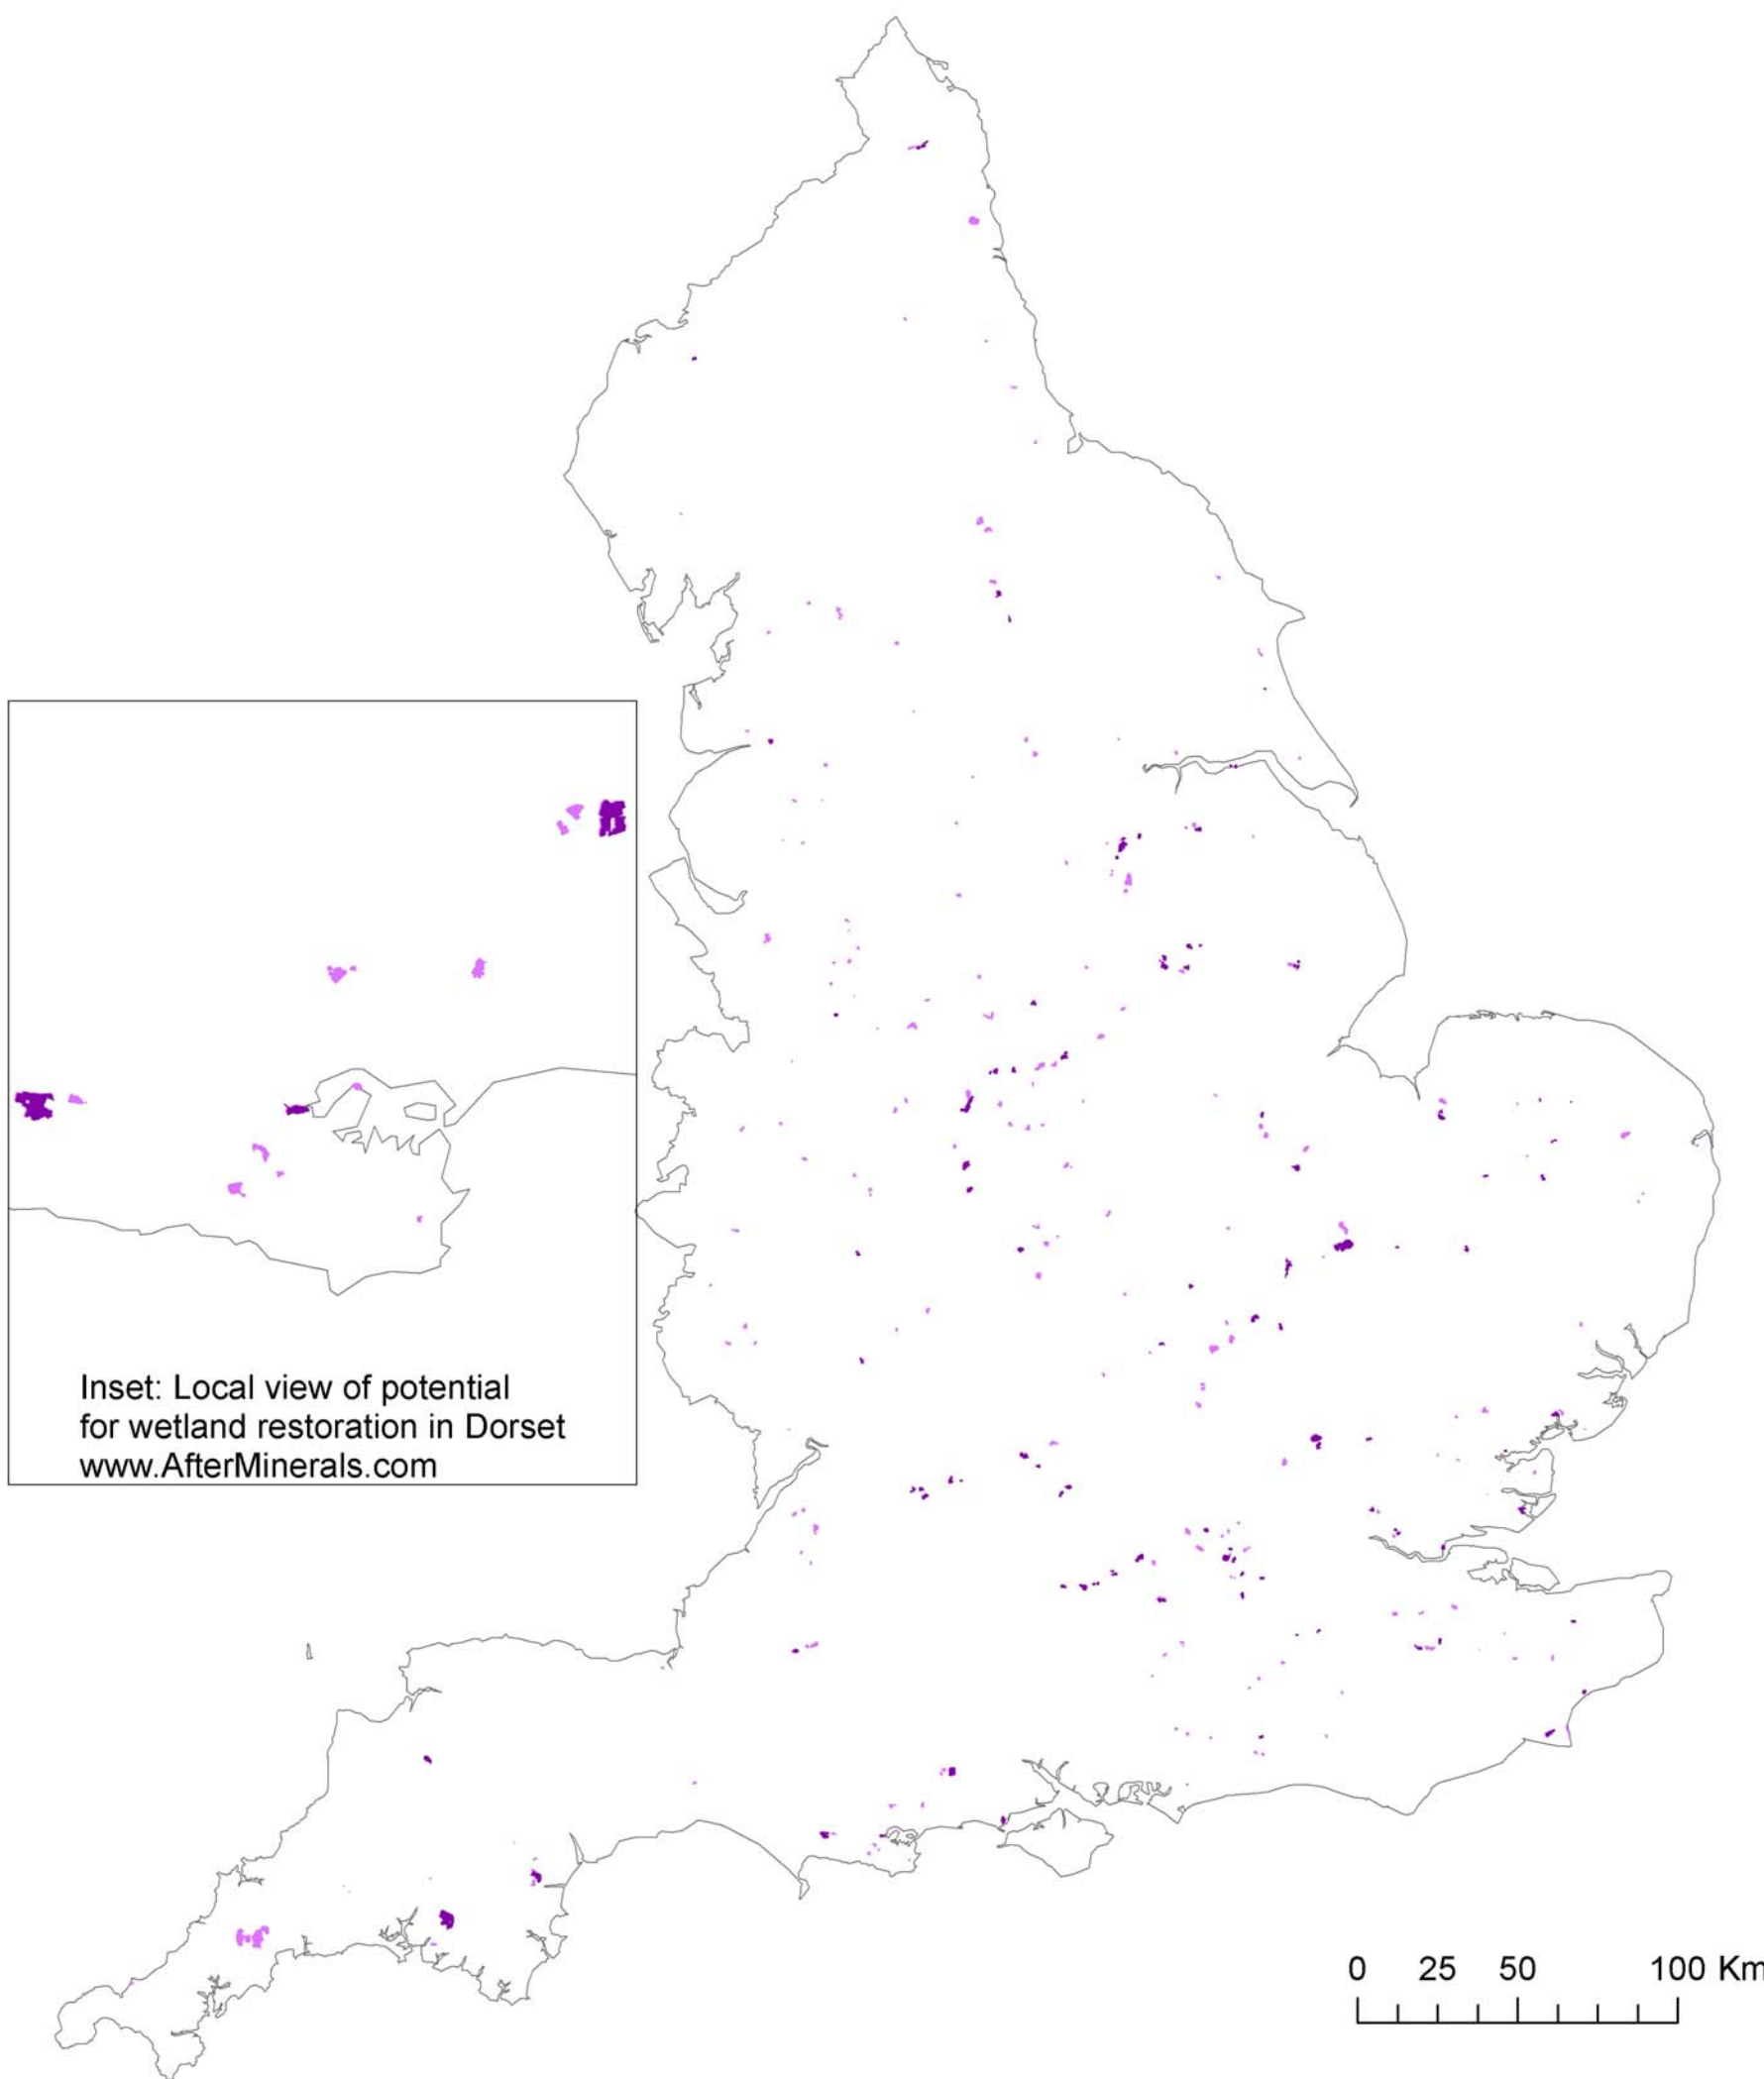 Inset: Local view of potential
for wetland restoration in Dorset
www.AfterMinerals.com
0 25 50 100 Km